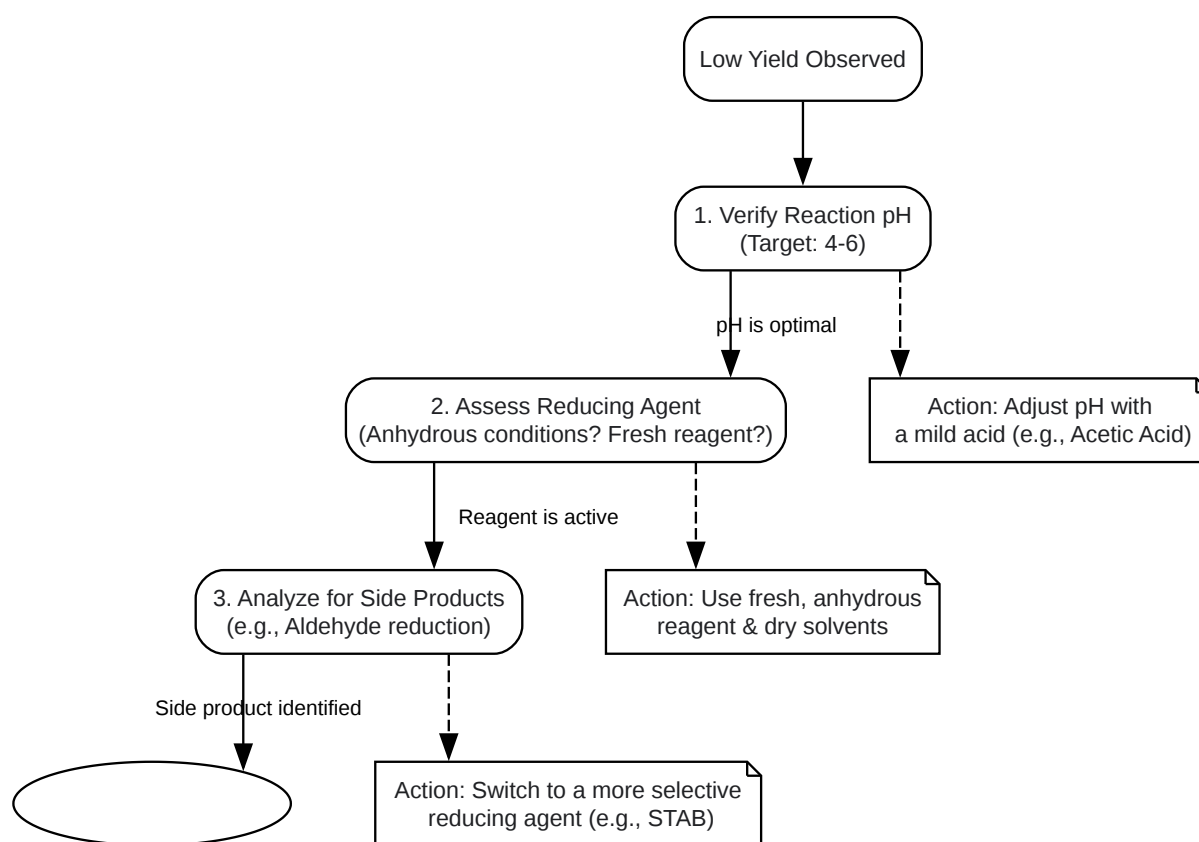 Low Yield Observed
1. Verify Reaction pH
(Target: 4-6)
pH is optimal
2. Assess Reducing Agent
(Anhydrous conditions? Fresh reagent?)
Action: Adjust pH with
a mild acid (e.g., Acetic Acid)
Reagent is active
3. Analyze for Side Products
(e.g., Aldehyde reduction)
Action: Use fresh, anhydrous
reagent & dry solvents
Side product identified
Action: Switch to a more selective
reducing agent (e.g., STAB)